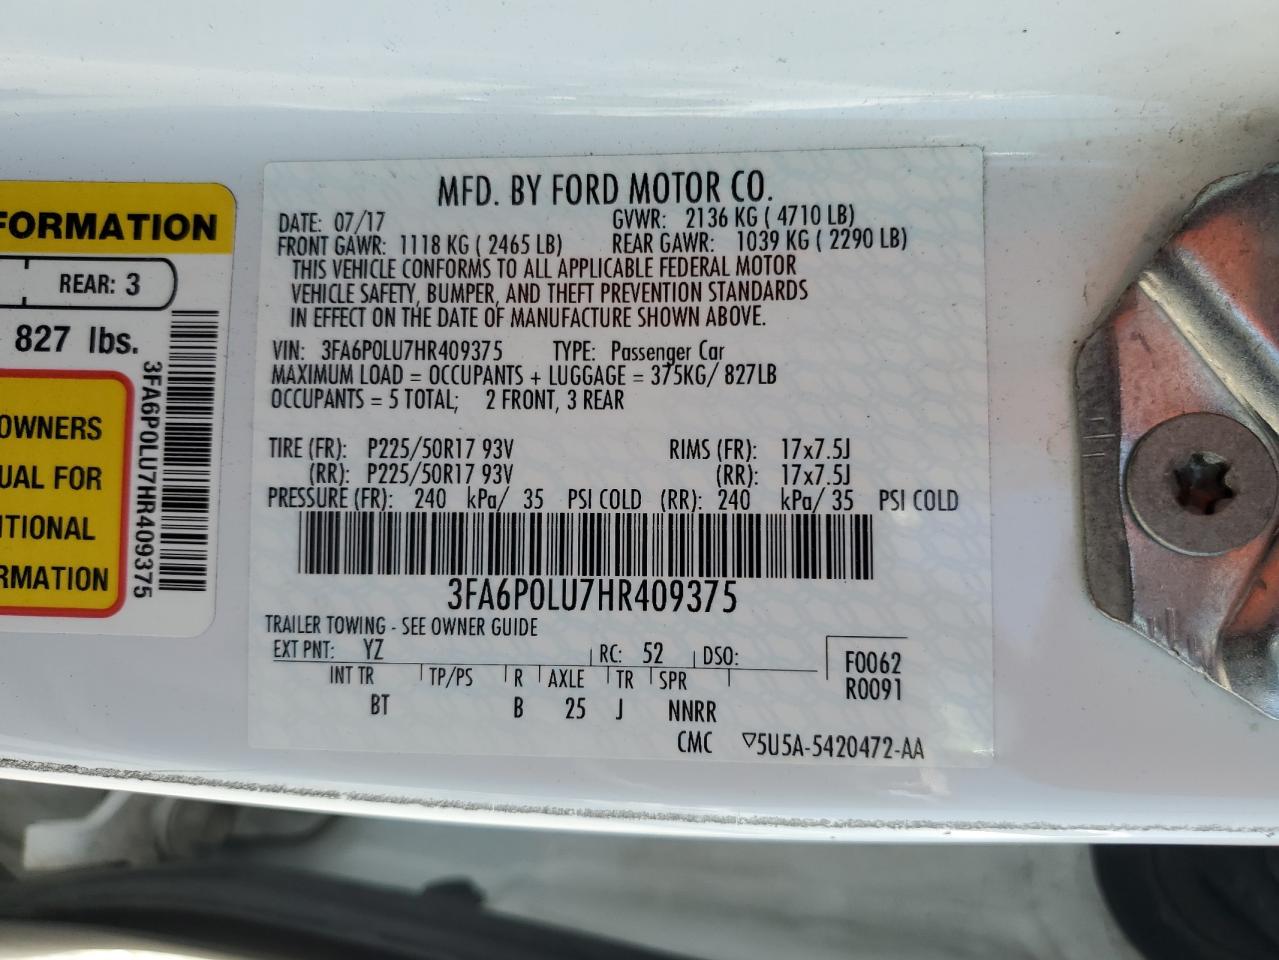 FORMATION
REAR: 3
827 lbs.
OWNERS
UAL FOR
ITIONAL
RMATION
3FA6P0LU7HR409375
MFD. BY FORD MOTOR CO.
DATE: 07/17 GVWR: 2136 KG ( 4710 LB)
FRONT GAWR: 1118 KG ( 2465 LB) REAR GAWR: 1039 KG ( 2290 LB)
THIS VEHICLE CONFORMS TO ALL APPLICABLE FEDERAL MOTOR
VEHICLE SAFETY, BUMPER, AND THEFT PREVENTION STANDARDS
IN EFFECT ON THE DATE OF MANUFACTURE SHOWN ABOVE.
VIN: 3FA6P0LU7HR409375 TYPE: Passenger Car
MAXIMUM LOAD = OCCUPANTS + LUGGAGE = 375KG/ 827LB
OCCUPANTS = 5 TOTAL; 2 FRONT, 3 REAR
TIRE (FR): P225/50R17 93V RIMS (FR): 17x7.5J
(RR): P225/50R17 93V (RR): 17x7.5J
PRESSURE (FR): 240 kPa/ 35 PSI COLD (RR): 240 kPa/ 35 PSI COLD
3FA6P0LU7HR409375
TRAILER TOWING - SEE OWNER GUIDE
EXT PNT: YZ RC: 52 DSO: F0062
INT TR TP/PS R AXLE TR SPR R0091
BT B 25 J NNRR
CMC ▽5U5A-5420472-AA